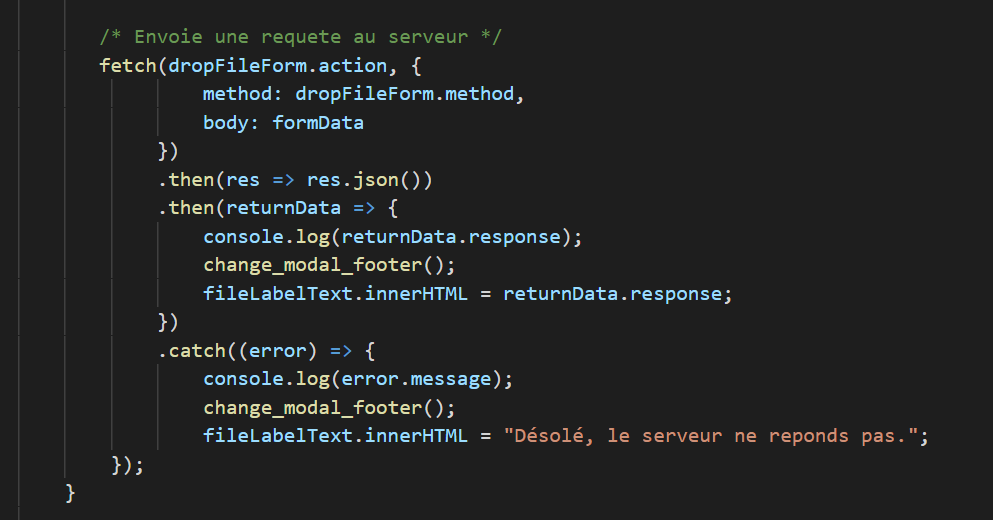 /* Envoie une requete au serveur */
fetch(dropFileForm.action, {
method: dropFileForm.method,
body: formData
})
.then(res => res.json())
.then(returnData => {
console.log(returnData.response);
change_modal_footer();
fileLabelText.innerHTML = returnData.response;
})
.catch((error) => {
console.log(error.message);
change_modal_footer();
fileLabelText.innerHTML = "Désolé, le serveur ne reponds pas.";
});
}